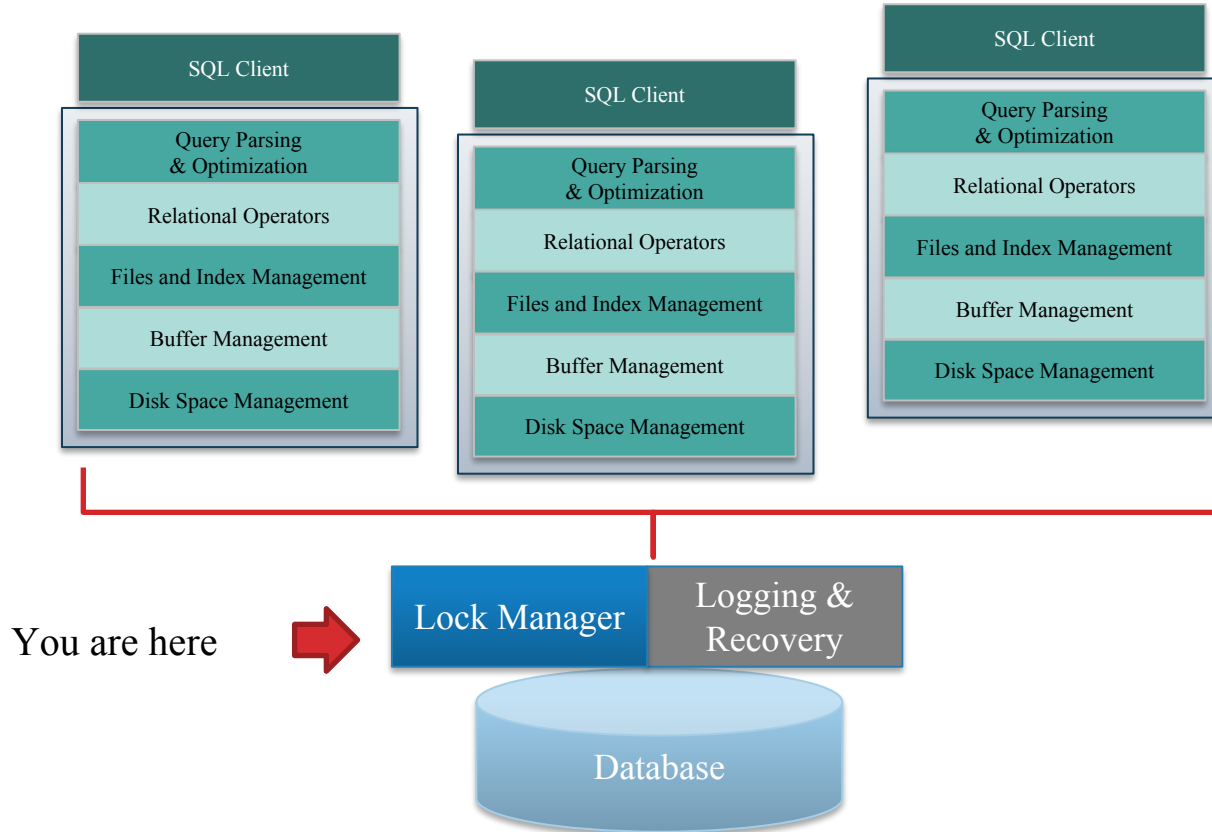 SQL Client
Query Parsing
& Optimization
Relational Operators
Files and Index Management
Buffer Management
Disk Space Management
SQL Client
Query Parsing
& Optimization
Relational Operators
Files and Index Management
Buffer Management
Disk Space Management
SQL Client
Query Parsing
& Optimization
Relational Operators
Files and Index Management
Buffer Management
Disk Space Management
You are here
Lock Manager
Logging &
Recovery
Database